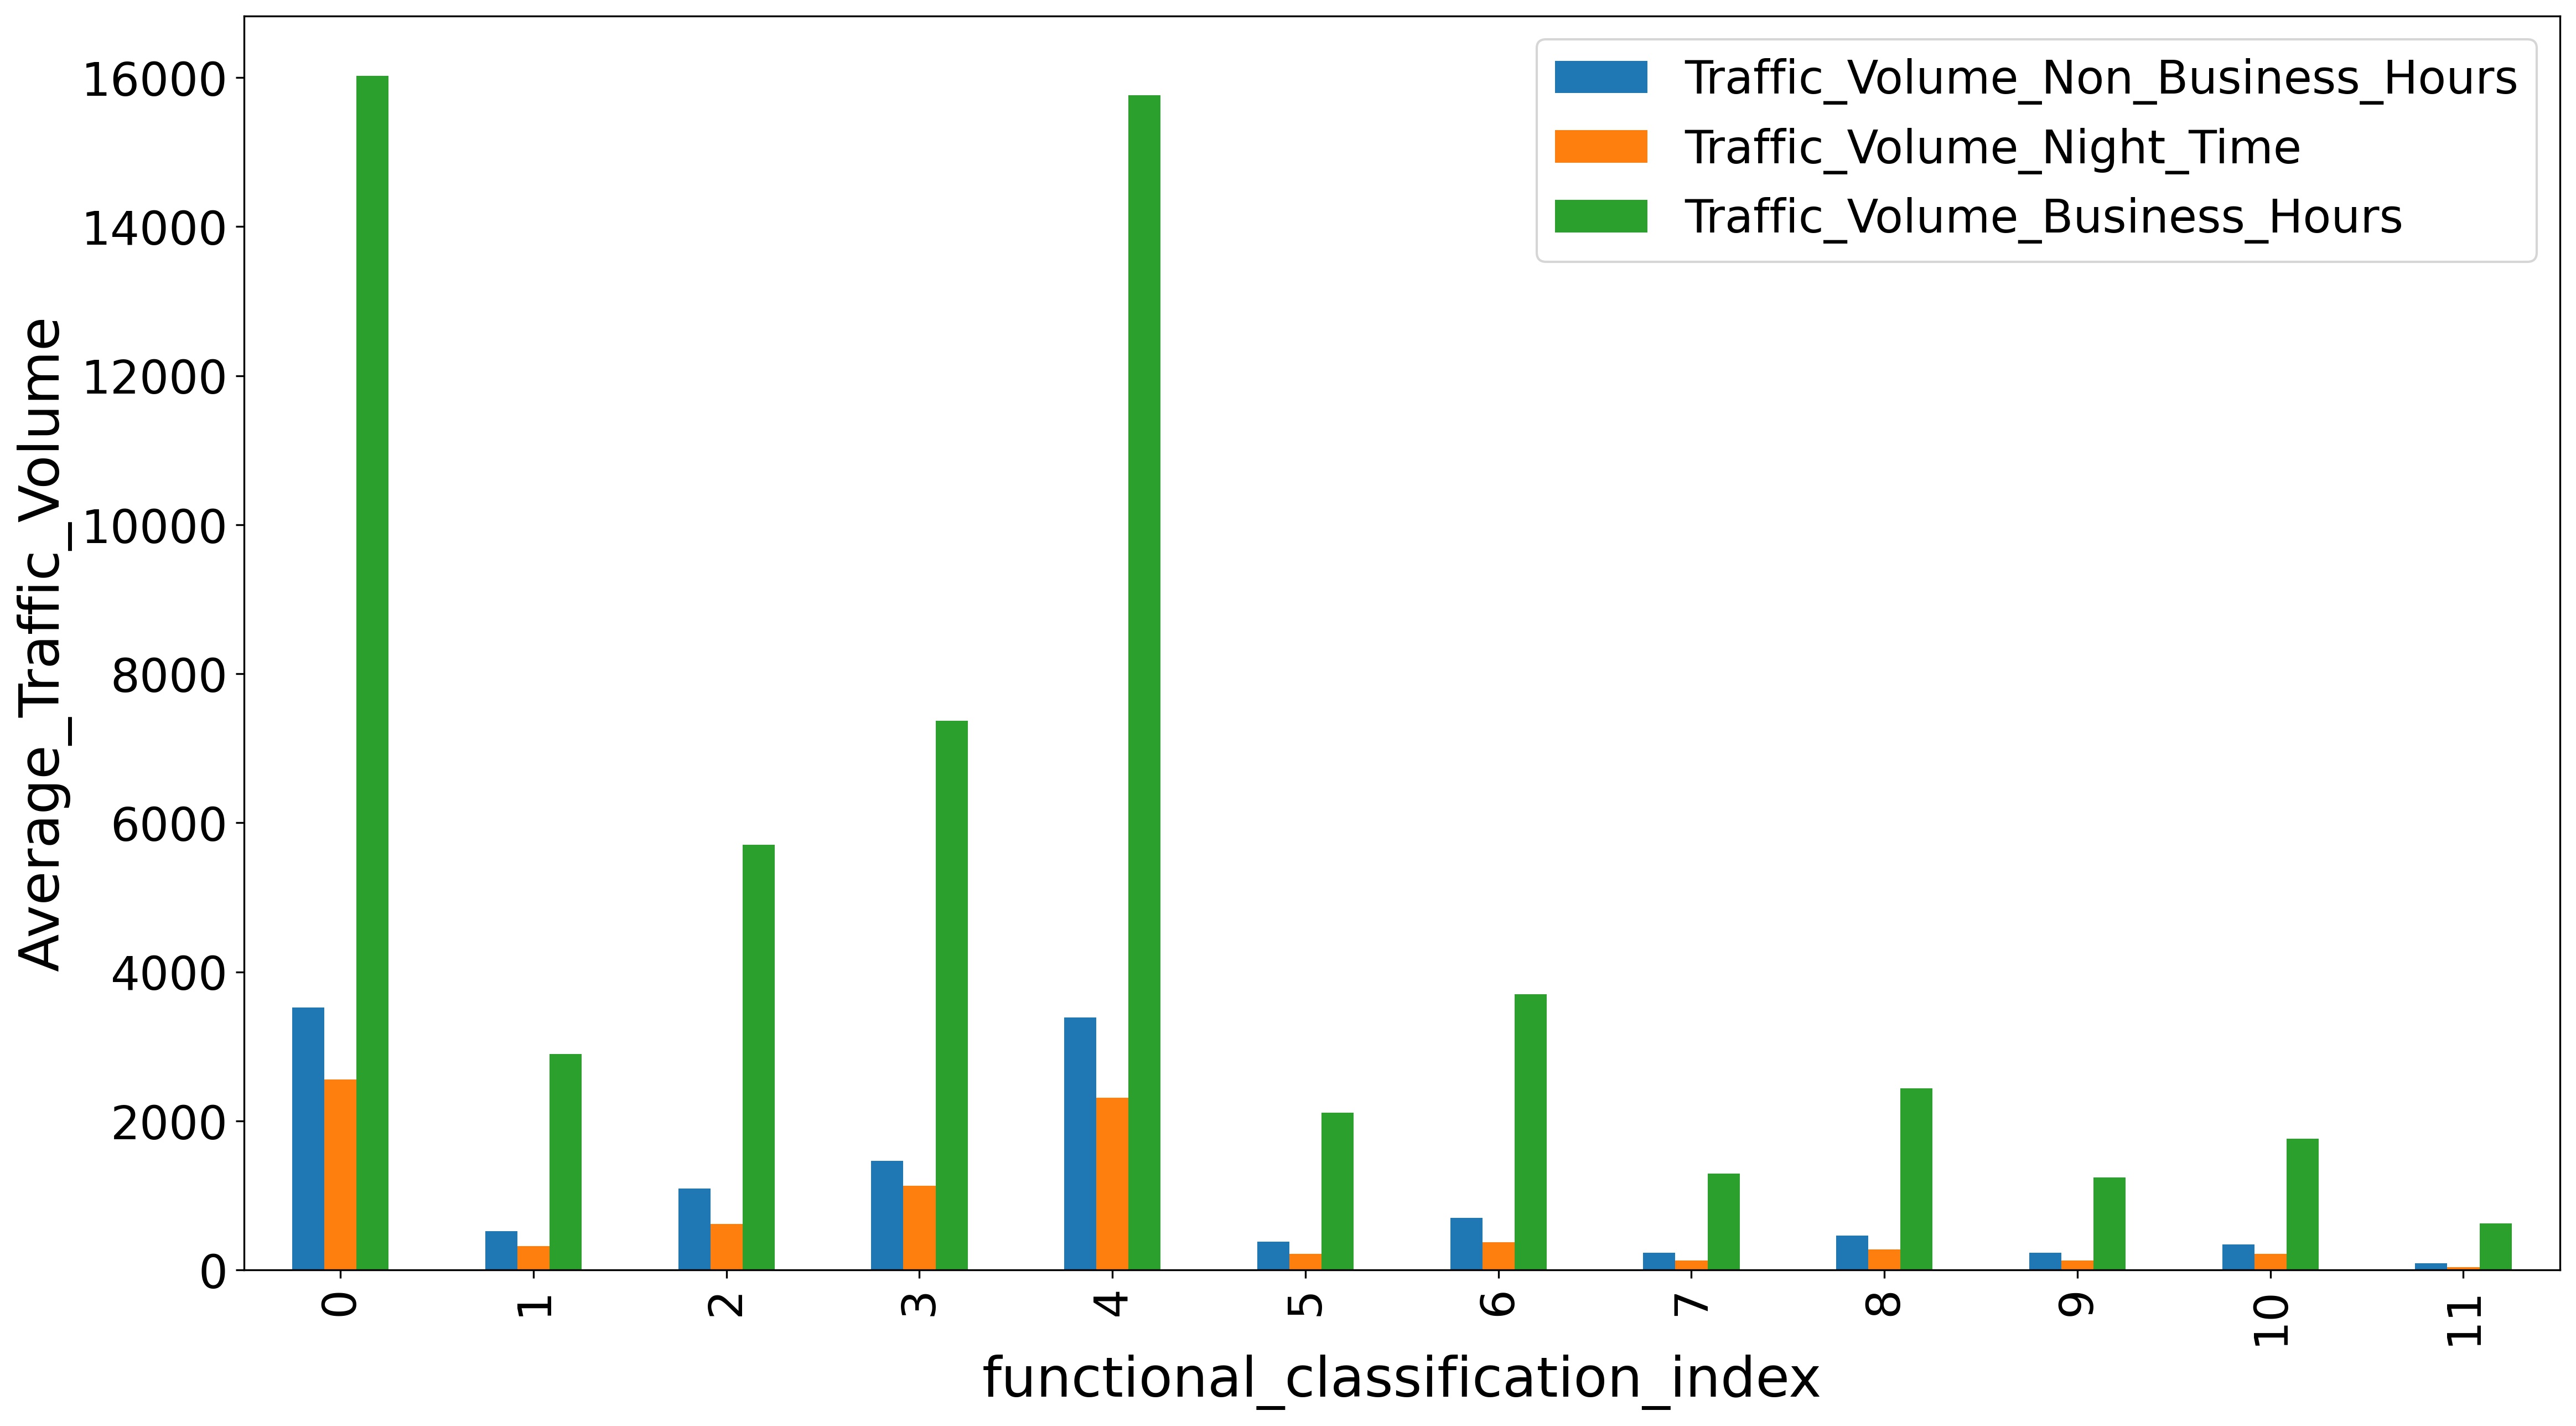 Traffic_Volume_Non_Business_Hours
Traffic_Volume_Night_Time
Traffic_Volume_Business_Hours
Average_Traffic_Volume
16000
14000
12000
10000
8000
6000
4000
2000
0
0 1 2 3 4 5 6 7 8 9 10 11
functional_classification_index